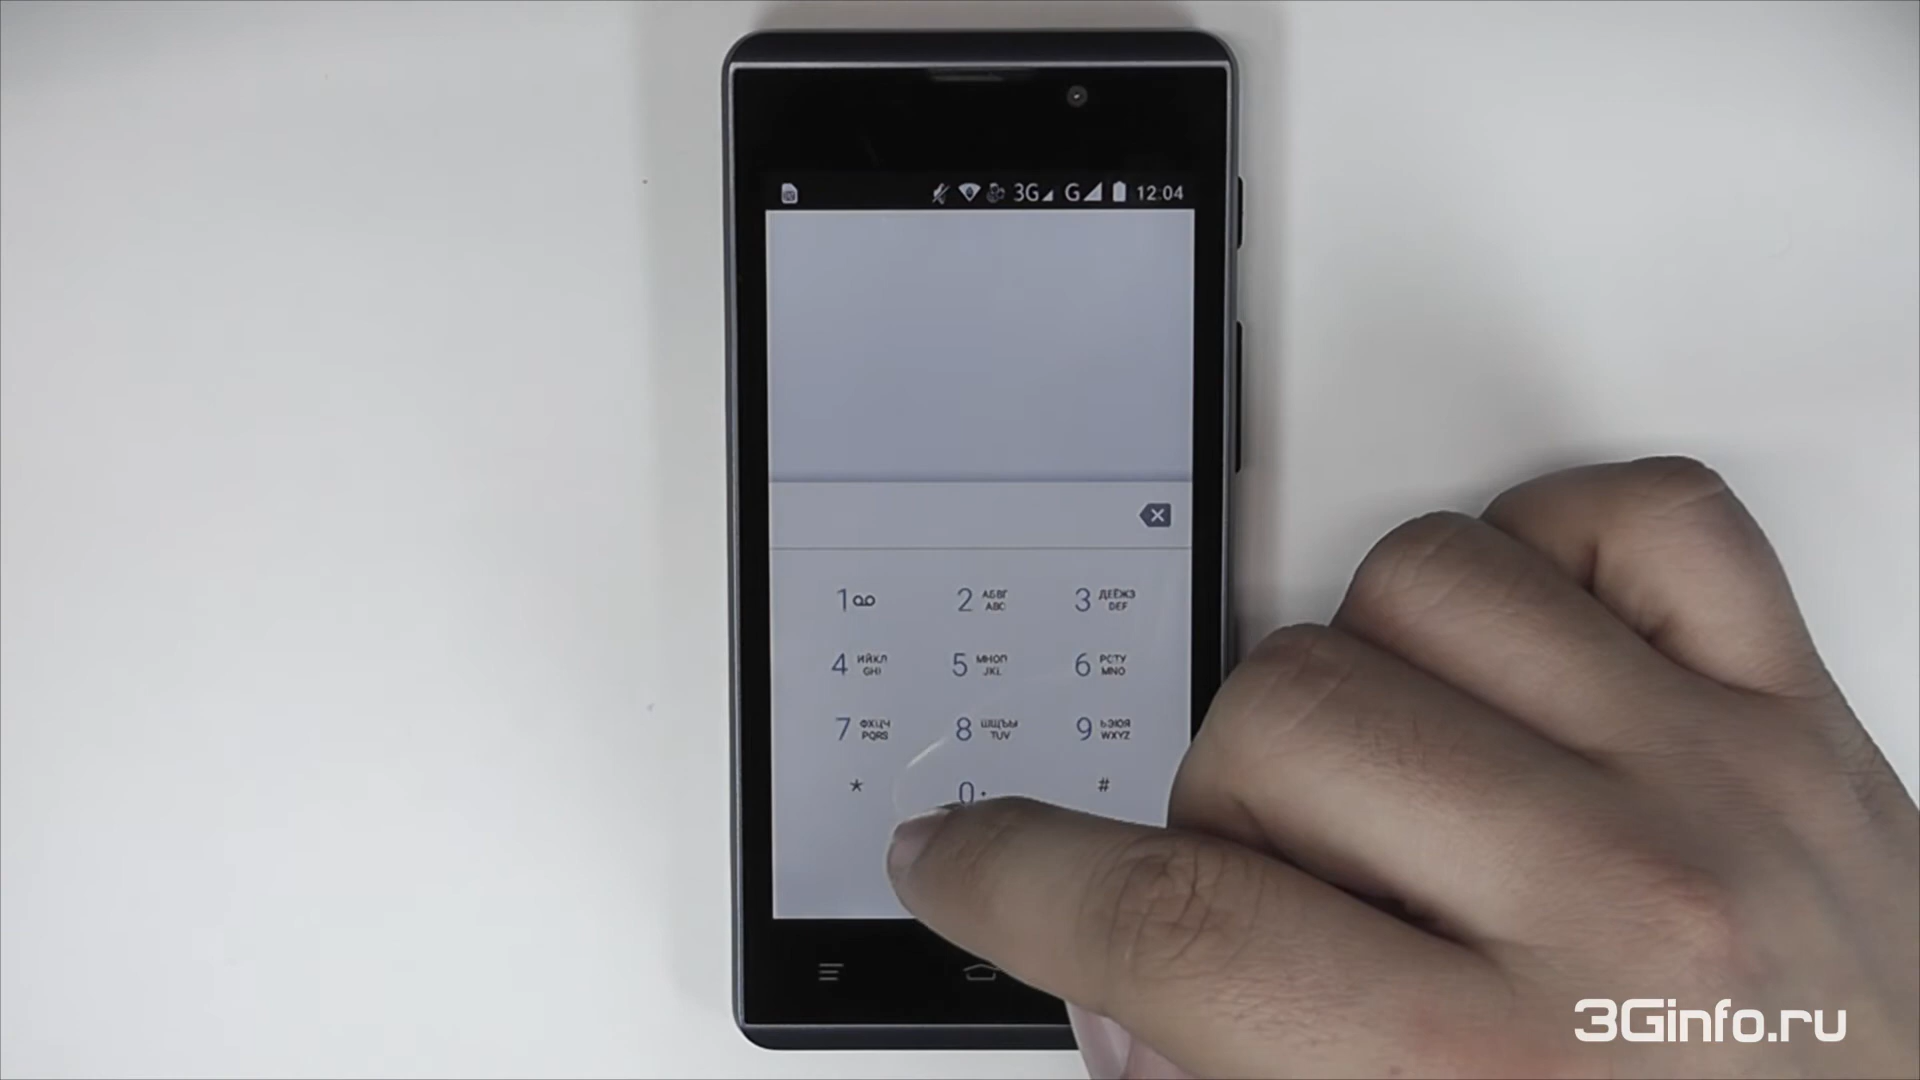 3G G 12:04
1
2 АБВГ ABC
3 ДЕЁЖЗ DEF
4 ИЙКЛ GHI
5 МНОП JKL
6 РСТУ MNO
7 ФХЦЧ PQRS
8 ШЩЪЫ TUV
9 ЬЭЮЯ WXYZ
*
0
#
3Ginfo.ru